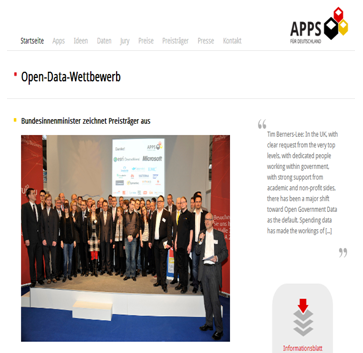 APPS
FÜR DEUTSCHLAND
Startseite Apps Ideen Daten Jury Preise Preisträger Presse Kontakt
Open-Data-Wettbewerb
Bundesinnenminister zeichnet Preisträger aus
APPS
Microsoft
“ Tim Berners-Lee: In the UK, with
clear request from the very top
levels, with dedicated people
working within government,
with strong support from
academic and non-profit sides,
there has been a major shift
toward Open Government Data
as the default. Spending data
has made the workings of [...]
”
Informationsblatt